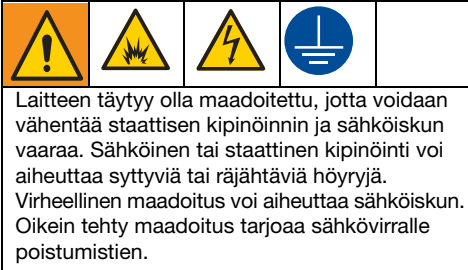 Laitteen täytyy olla maadoitettu, jotta voidaan
vähentää staattisen kipinöinnin ja sähköiskun
vaaraa. Sähköinen tai staattinen kipinöinti voi
aiheuttaa syttyviä tai räjähtäviä höyryjä.
Virheellinen maadoitus voi aiheuttaa sähköiskun.
Oikein tehty maadoitus tarjoaa sähkövirralle
poistumistien.